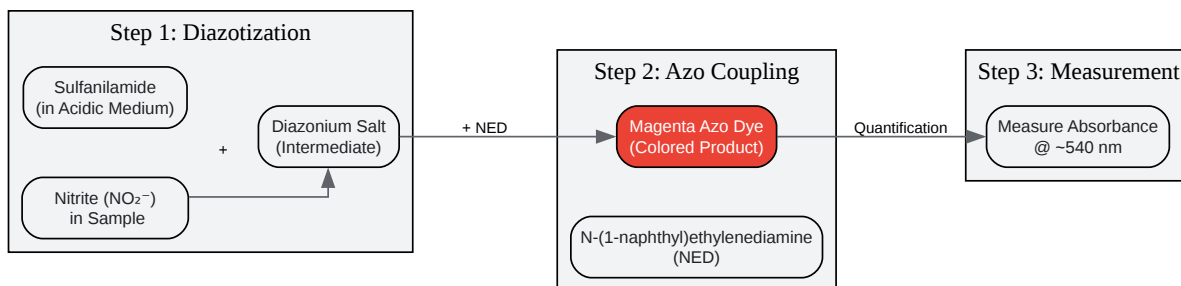 Step 1: Diazotization
Sulfanilamide
(in Acidic Medium)
+
Diazonium Salt
(Intermediate)
Nitrite (NO₂⁻)
in Sample
+ NED
Step 2: Azo Coupling
Magenta Azo Dye
(Colored Product)
N-(1-naphthyl)ethylenediamine
(NED)
Quantification
Step 3: Measurement
Measure Absorbance
@ ~540 nm